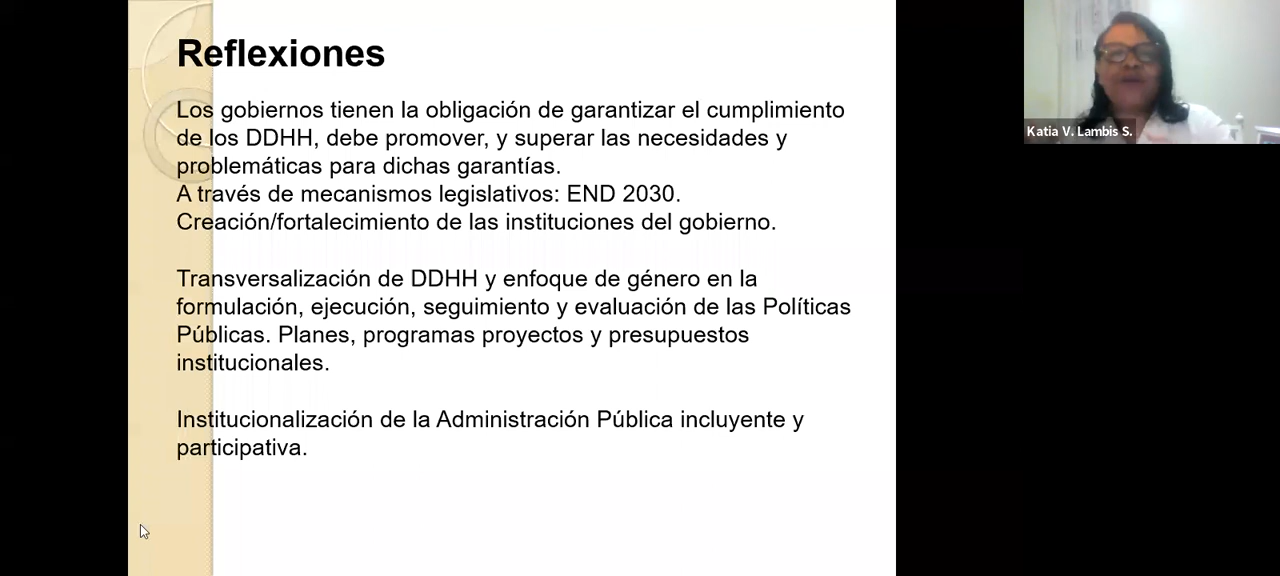 Reflexiones
Los gobiernos tienen la obligación de garantizar el cumplimiento
de los DDHH, debe promover, y superar las necesidades y
problemáticas para dichas garantías.
A través de mecanismos legislativos: END 2030.
Creación/fortalecimiento de las instituciones del gobierno.
Transversalización de DDHH y enfoque de género en la
formulación, ejecución, seguimiento y evaluación de las Políticas
Públicas. Planes, programas proyectos y presupuestos
institucionales.
Institucionalización de la Administración Pública incluyente y
participativa.
Katia V. Lambis S.